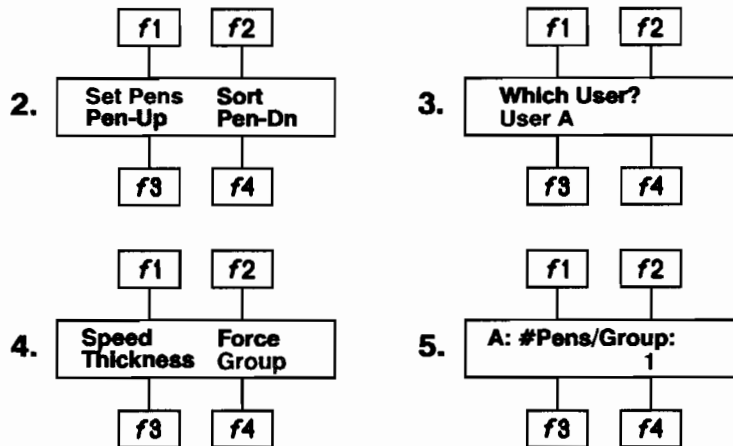 f1 f2
2. Set Pens Sort
Pen-Up Pen-Dn
f3 f4
f1 f2
3. Which User?
User A
f3 f4
f1 f2
4. Speed Force
Thickness Group
f3 f4
f1 f2
5. A: #Pens/Group:
1
f3 f4